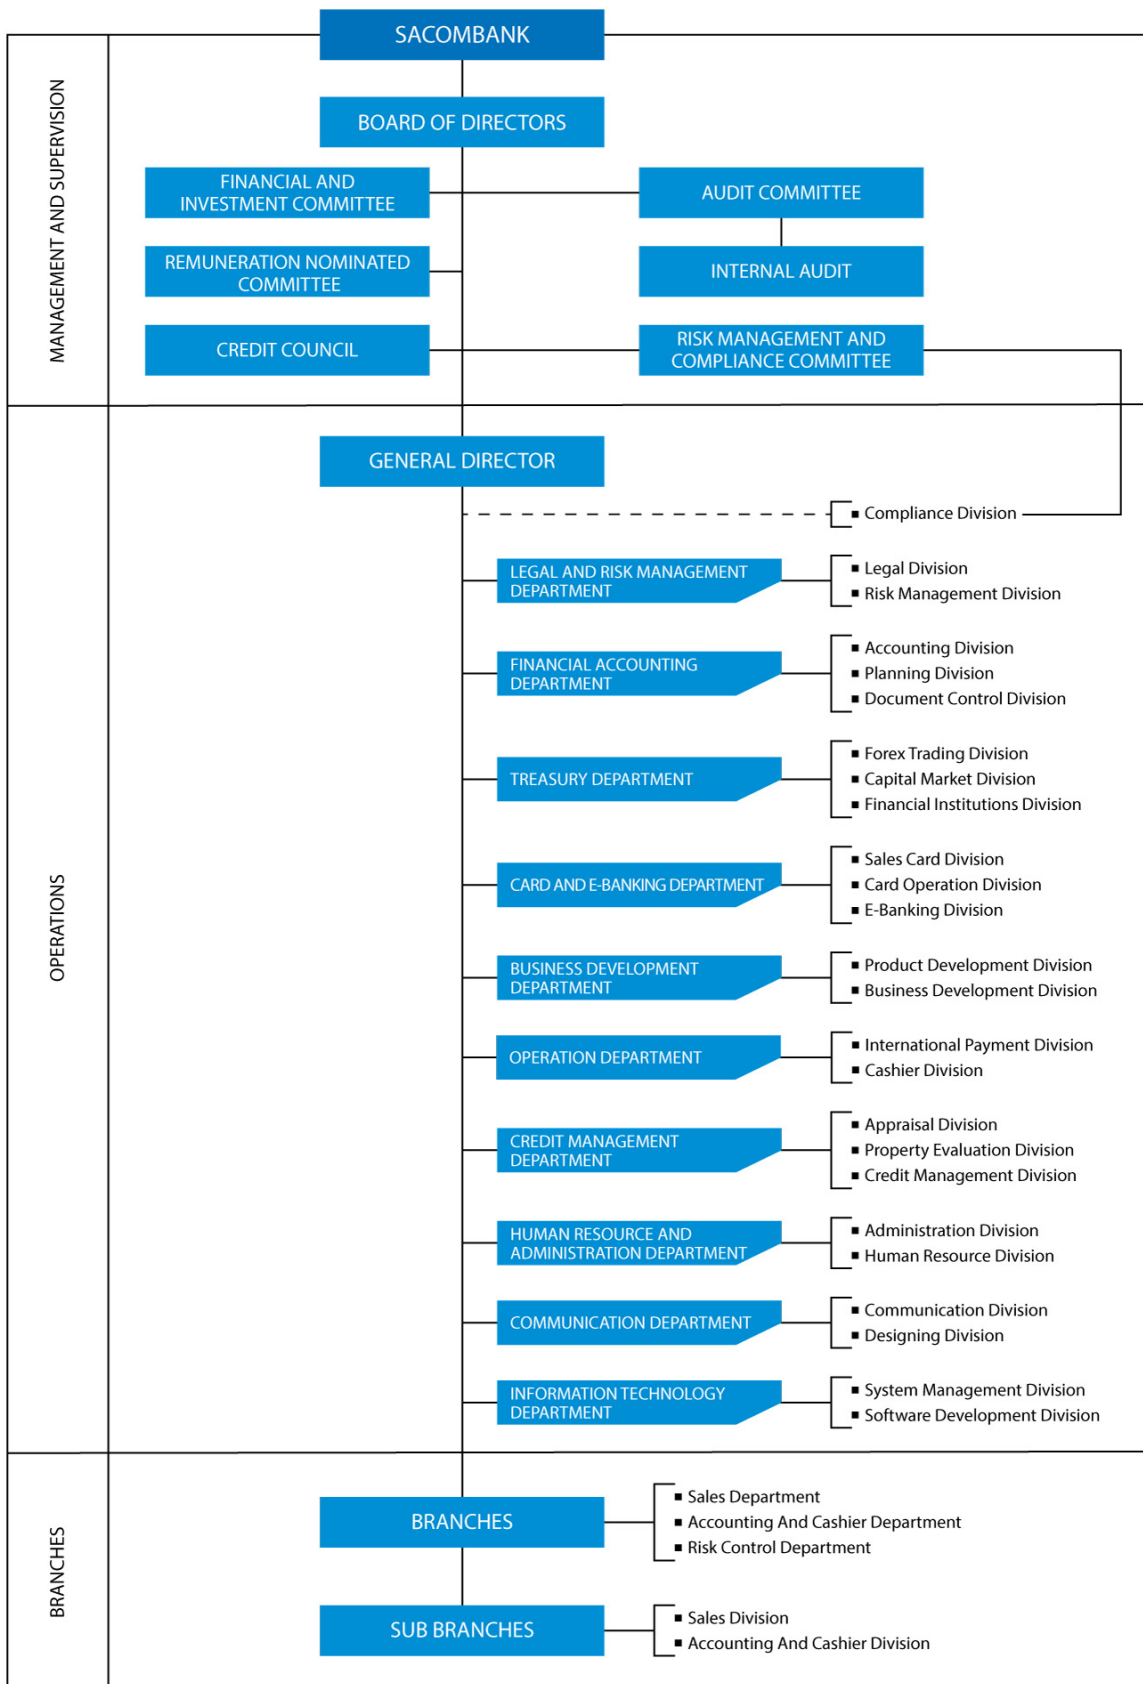 SACOMBANK
MANAGEMENT AND SUPERVISION
BOARD OF DIRECTORS
FINANCIAL AND
INVESTMENT COMMITTEE
AUDIT COMMITTEE
REMUNERATION NOMINATED
COMMITTEE
INTERNAL AUDIT
CREDIT COUNCIL
RISK MANAGEMENT AND
COMPLIANCE COMMITTEE
OPERATIONS
GENERAL DIRECTOR
Compliance Division
LEGAL AND RISK MANAGEMENT
DEPARTMENT
Legal Division
Risk Management Division
FINANCIAL ACCOUNTING
DEPARTMENT
Accounting Division
Planning Division
Document Control Division
TREASURY DEPARTMENT
Forex Trading Division
Capital Market Division
Financial Institutions Division
CARD AND E-BANKING DEPARTMENT
Sales Card Division
Card Operation Division
E-Banking Division
BUSINESS DEVELOPMENT
DEPARTMENT
Product Development Division
Business Development Division
OPERATION DEPARTMENT
International Payment Division
Cashier Division
CREDIT MANAGEMENT
DEPARTMENT
Appraisal Division
Property Evaluation Division
Credit Management Division
HUMAN RESOURCE AND
ADMINISTRATION DEPARTMENT
Administration Division
Human Resource Division
COMMUNICATION DEPARTMENT
Communication Division
Designing Division
INFORMATION TECHNOLOGY
DEPARTMENT
System Management Division
Software Development Division
BRANCHES
BRANCHES
Sales Department
Accounting And Cashier Department
Risk Control Department
SUB BRANCHES
Sales Division
Accounting And Cashier Division